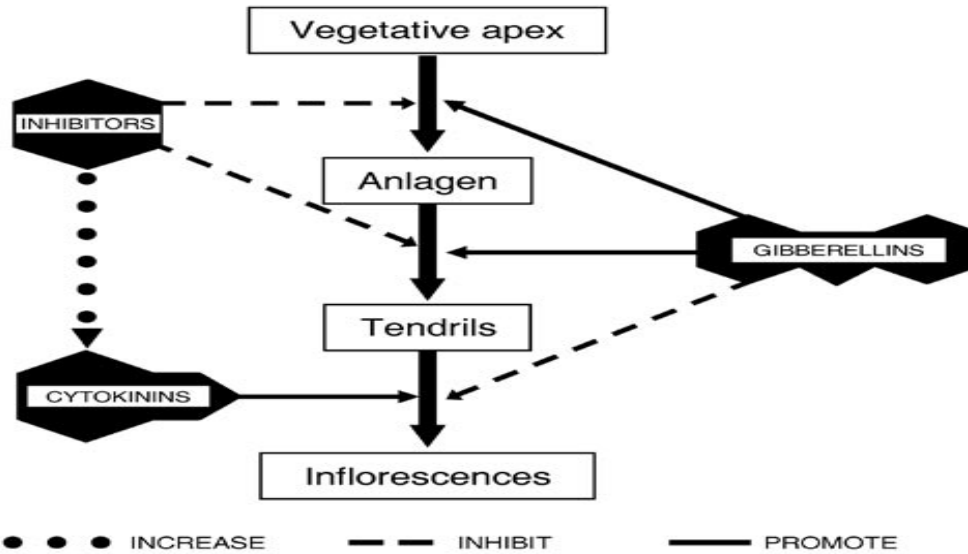 Vegetative apex
INHIBITORS
Anlagen
GIBBERELLINS
Tendrils
CYTOKININS
Inflorescences
INCREASE INHIBIT PROMOTE